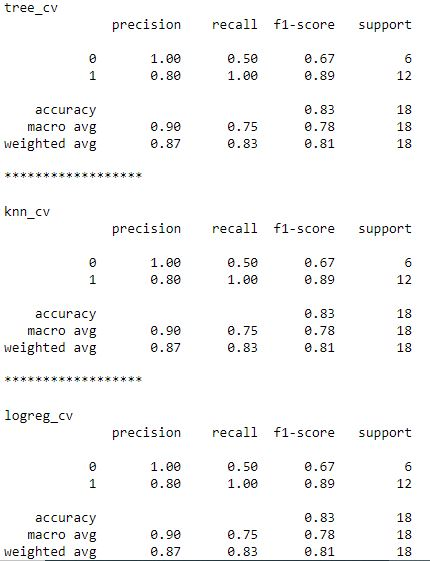 tree_cv
precision recall f1-score support
0 1.00 0.50 0.67 6
1 0.80 1.00 0.89 12
accuracy 0.83 18
macro avg 0.90 0.75 0.78 18
weighted avg 0.87 0.83 0.81 18
******************
knn_cv
precision recall f1-score support
0 1.00 0.50 0.67 6
1 0.80 1.00 0.89 12
accuracy 0.83 18
macro avg 0.90 0.75 0.78 18
weighted avg 0.87 0.83 0.81 18
******************
logreg_cv
precision recall f1-score support
0 1.00 0.50 0.67 6
1 0.80 1.00 0.89 12
accuracy 0.83 18
macro avg 0.90 0.75 0.78 18
weighted avg 0.87 0.83 0.81 18